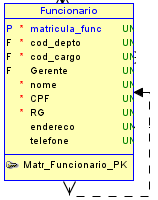 Funcionario
P * matricula_func UN
F * cod_depto UN
F * cod_cargo UN
F Gerente UN
* nome UN
* CPF UN
* RG UN
endereco UN
telefone UN
Matr_Funcionario_PK